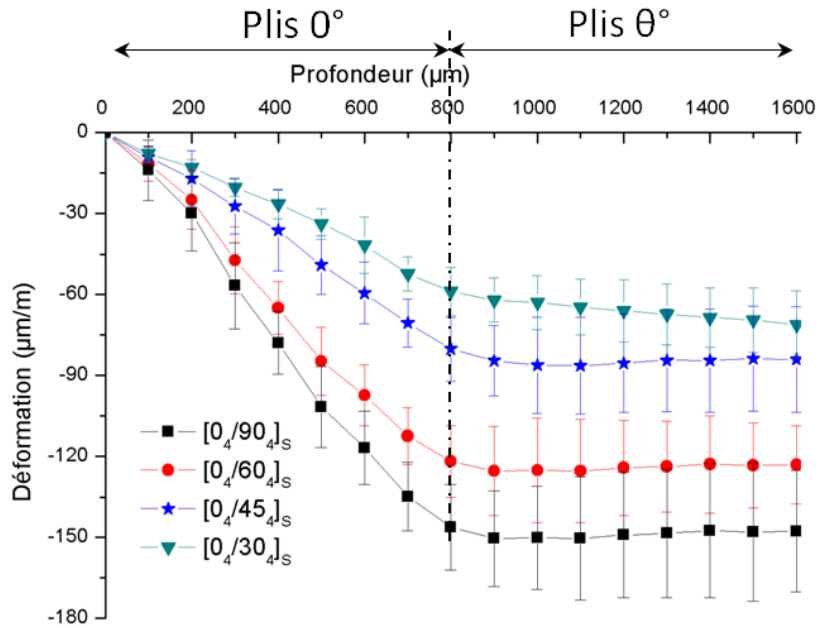 Plis 0°
Plis θ°
Profondeur (µm)
0 200 400 600 800 1000 1200 1400 1600
0
-30
-60
-90
-120
-150
-180
Déformation (µm/m)
[0₄/90₄]ₛ
[0₄/60₄]ₛ
[0₄/45₄]ₛ
[0₄/30₄]ₛ